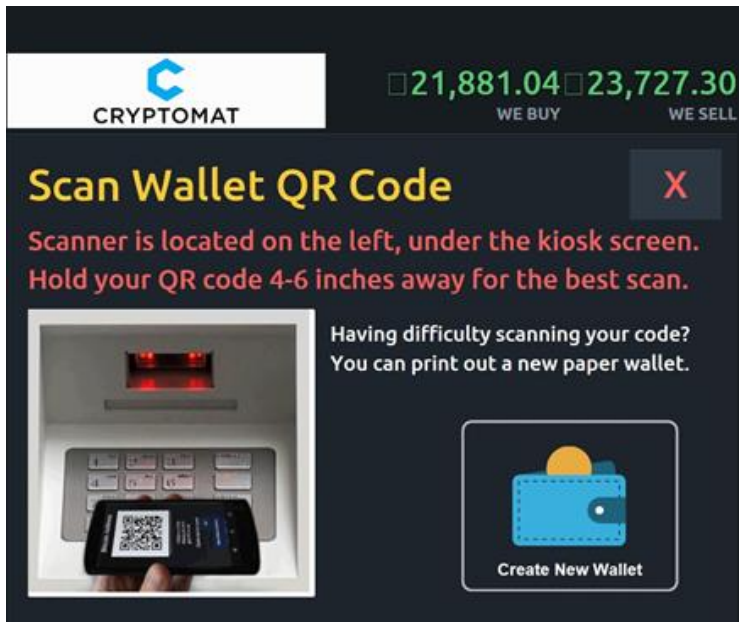 CRYPTOMAT
21,881.04 23,727.30
WE BUY WE SELL
Scan Wallet QR Code
X
Scanner is located on the left, under the kiosk screen.
Hold your QR code 4-6 inches away for the best scan.
Having difficulty scanning your code?
You can print out a new paper wallet.
Create New Wallet